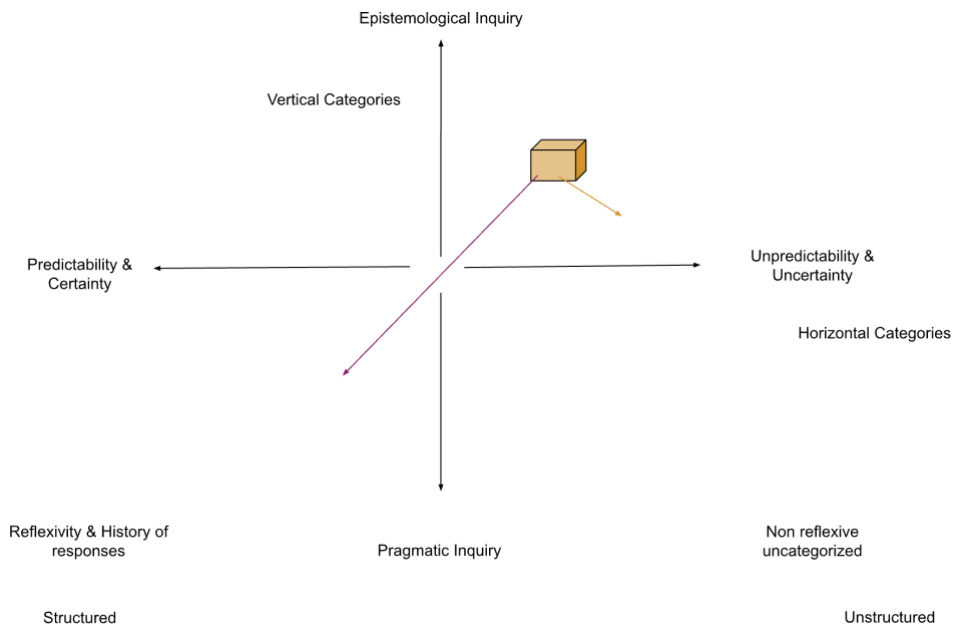 Epistemological Inquiry
Vertical Categories
Predictability &
Certainty
Unpredictability &
Uncertainty
Horizontal Categories
Reflexivity & History of
responses
Pragmatic Inquiry
Non reflexive
uncategorized
Structured
Unstructured